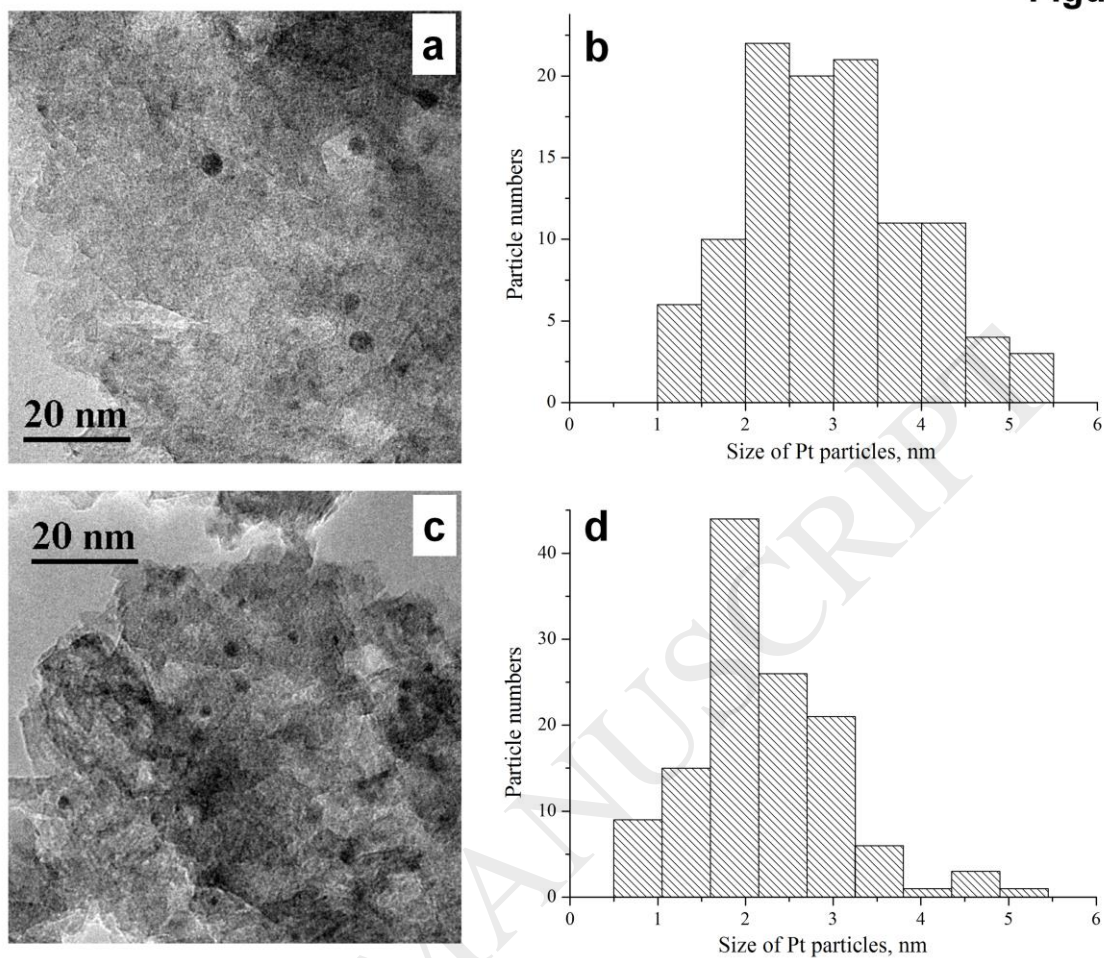 Figu
a
20 nm
b
20
15
10
5
0
Particle numbers
0 1 2 3 4 5 6
Size of Pt particles, nm
c
20 nm
d
40
30
20
10
0
Particle numbers
0 1 2 3 4 5 6
Size of Pt particles, nm
MANUSCRIPT